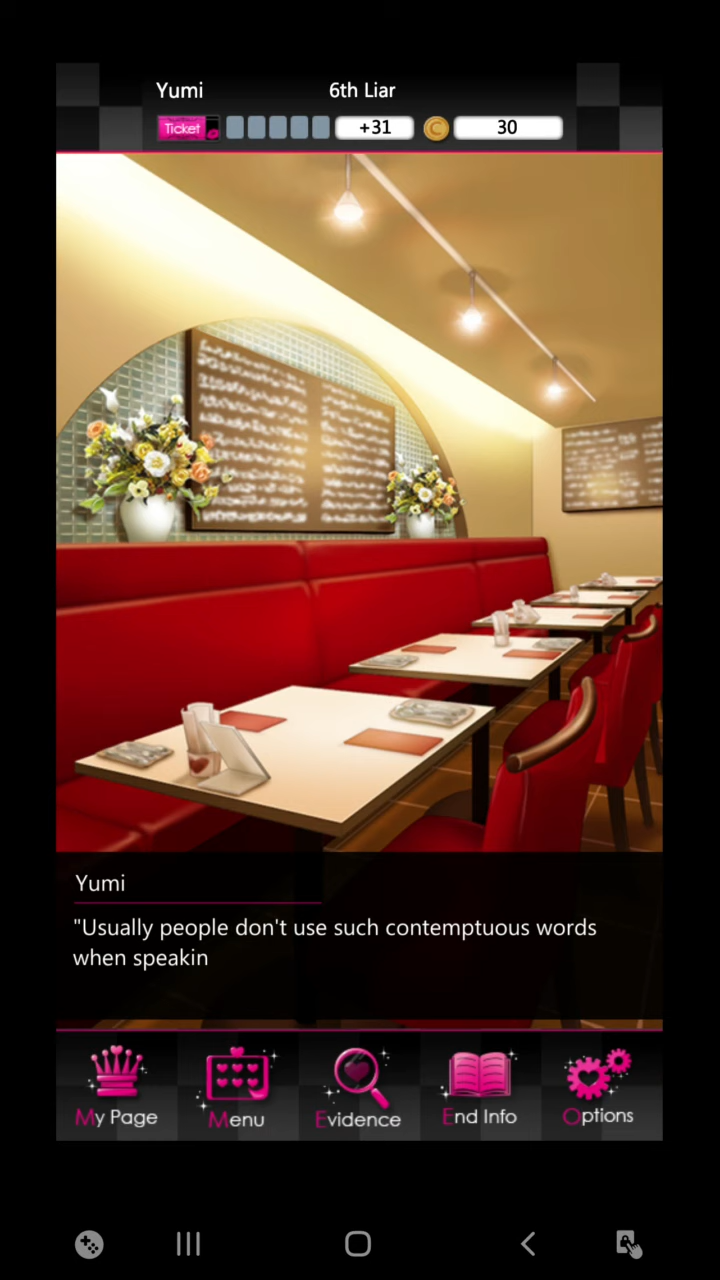 Yumi
6th Liar
Ticket
+31
C
30
Yumi
"Usually people don't use such contemptuous words
when speakin
My Page
Menu
Evidence
End Info
Options